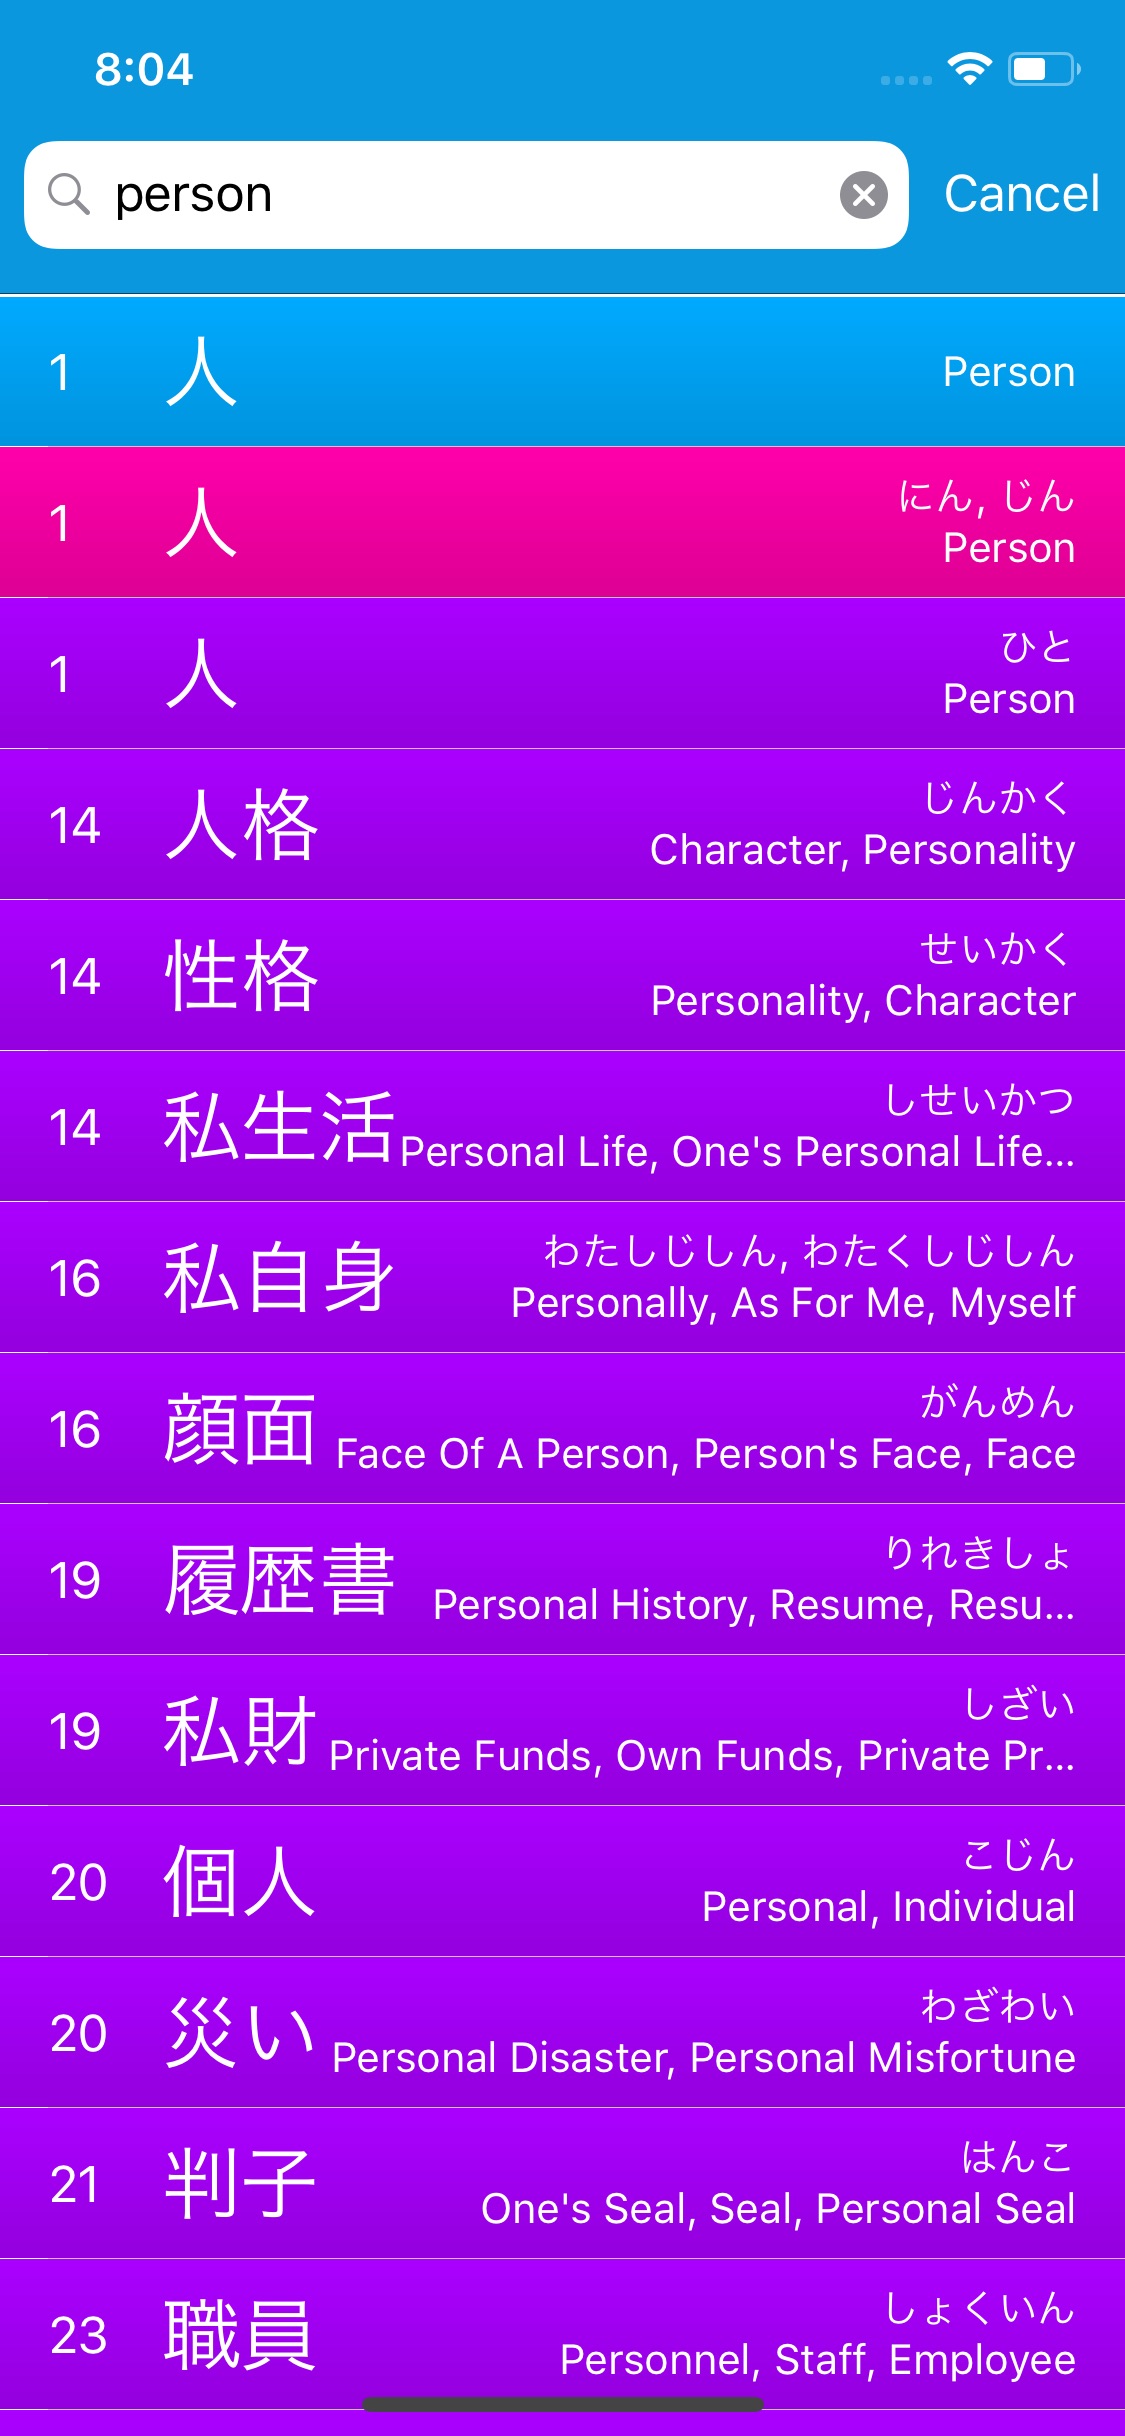 8:04
person
Cancel
1 人 Person
1 人 にん, じん
Person
1 人 ひと
Person
14 人格 じんかく
Character, Personality
14 性格 せいかく
Personality, Character
14 私生活 しせいかつ
Personal Life, One's Personal Life...
16 私自身 わたしじしん, わたくしじしん
Personally, As For Me, Myself
16 顔面 がんめん
Face Of A Person, Person's Face, Face
19 履歴書 りれきしょ
Personal History, Resume, Resu...
19 私財 しざい
Private Funds, Own Funds, Private Pr...
20 個人 こじん
Personal, Individual
20 災い わざわい
Personal Disaster, Personal Misfortune
21 判子 はんこ
One's Seal, Seal, Personal Seal
23 職員 しょくいん
Personnel, Staff, Employee